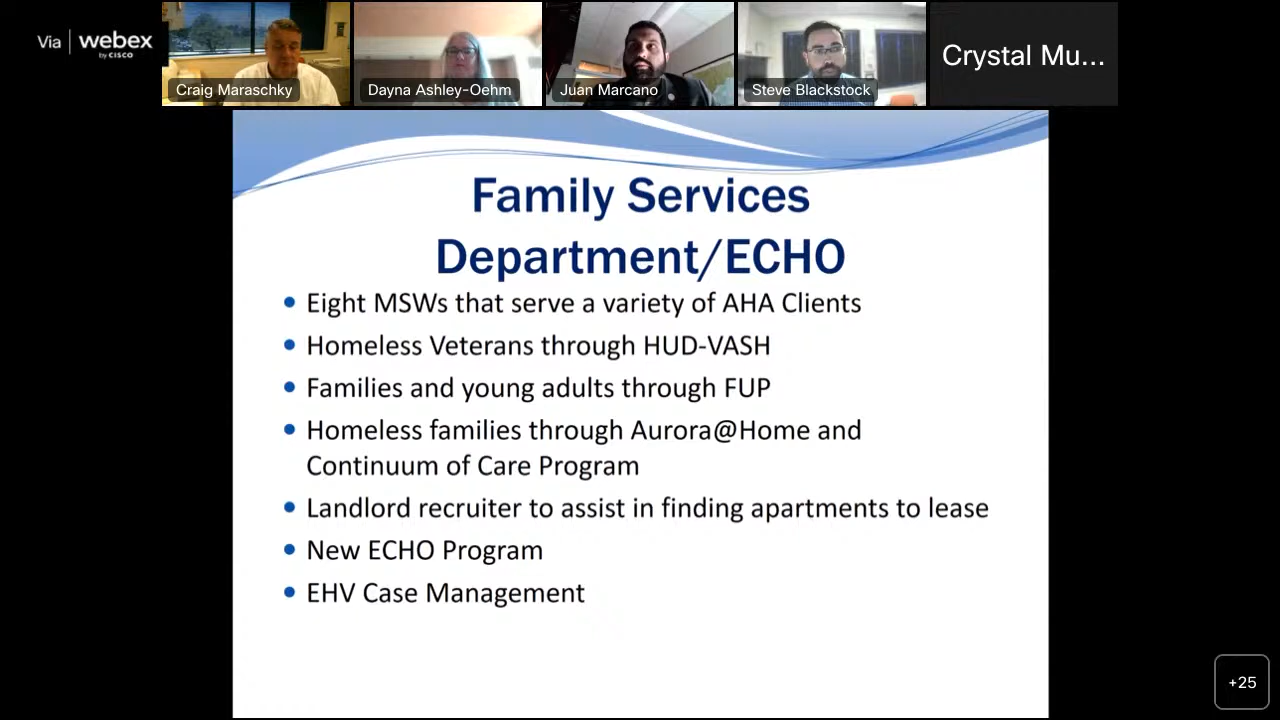 Via | webex
by CISCO
Craig Maraschky
Dayna Ashley-Oehm
Juan Marcano
Steve Blackstock
Crystal Mu...
Family Services
Department/ECHO
• Eight MSWs that serve a variety of AHA Clients
• Homeless Veterans through HUD-VASH
• Families and young adults through FUP
• Homeless families through Aurora@Home and
Continuum of Care Program
• Landlord recruiter to assist in finding apartments to lease
• New ECHO Program
• EHV Case Management
+25